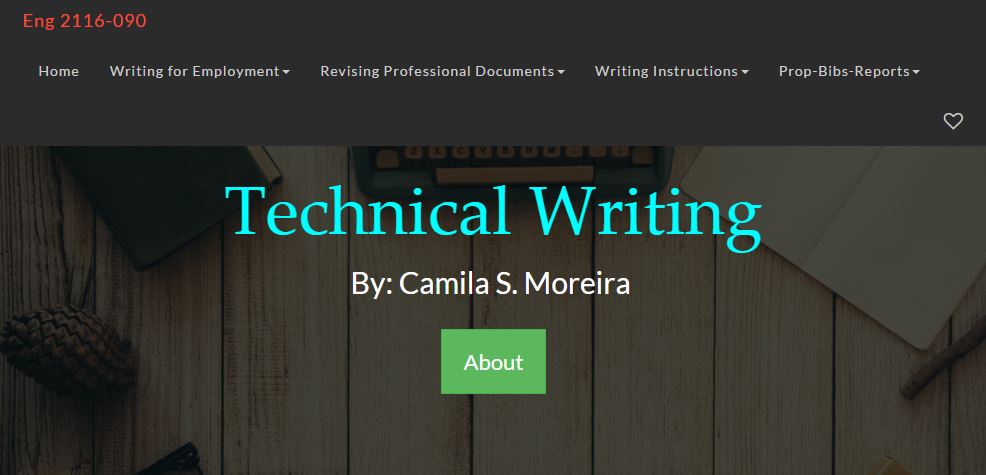 Eng 2116-090
Home Writing for Employment Revising Professional Documents Writing Instructions Prop-Bibs-Reports
Z X C V B N M
Technical Writing
By: Camila S. Moreira
About